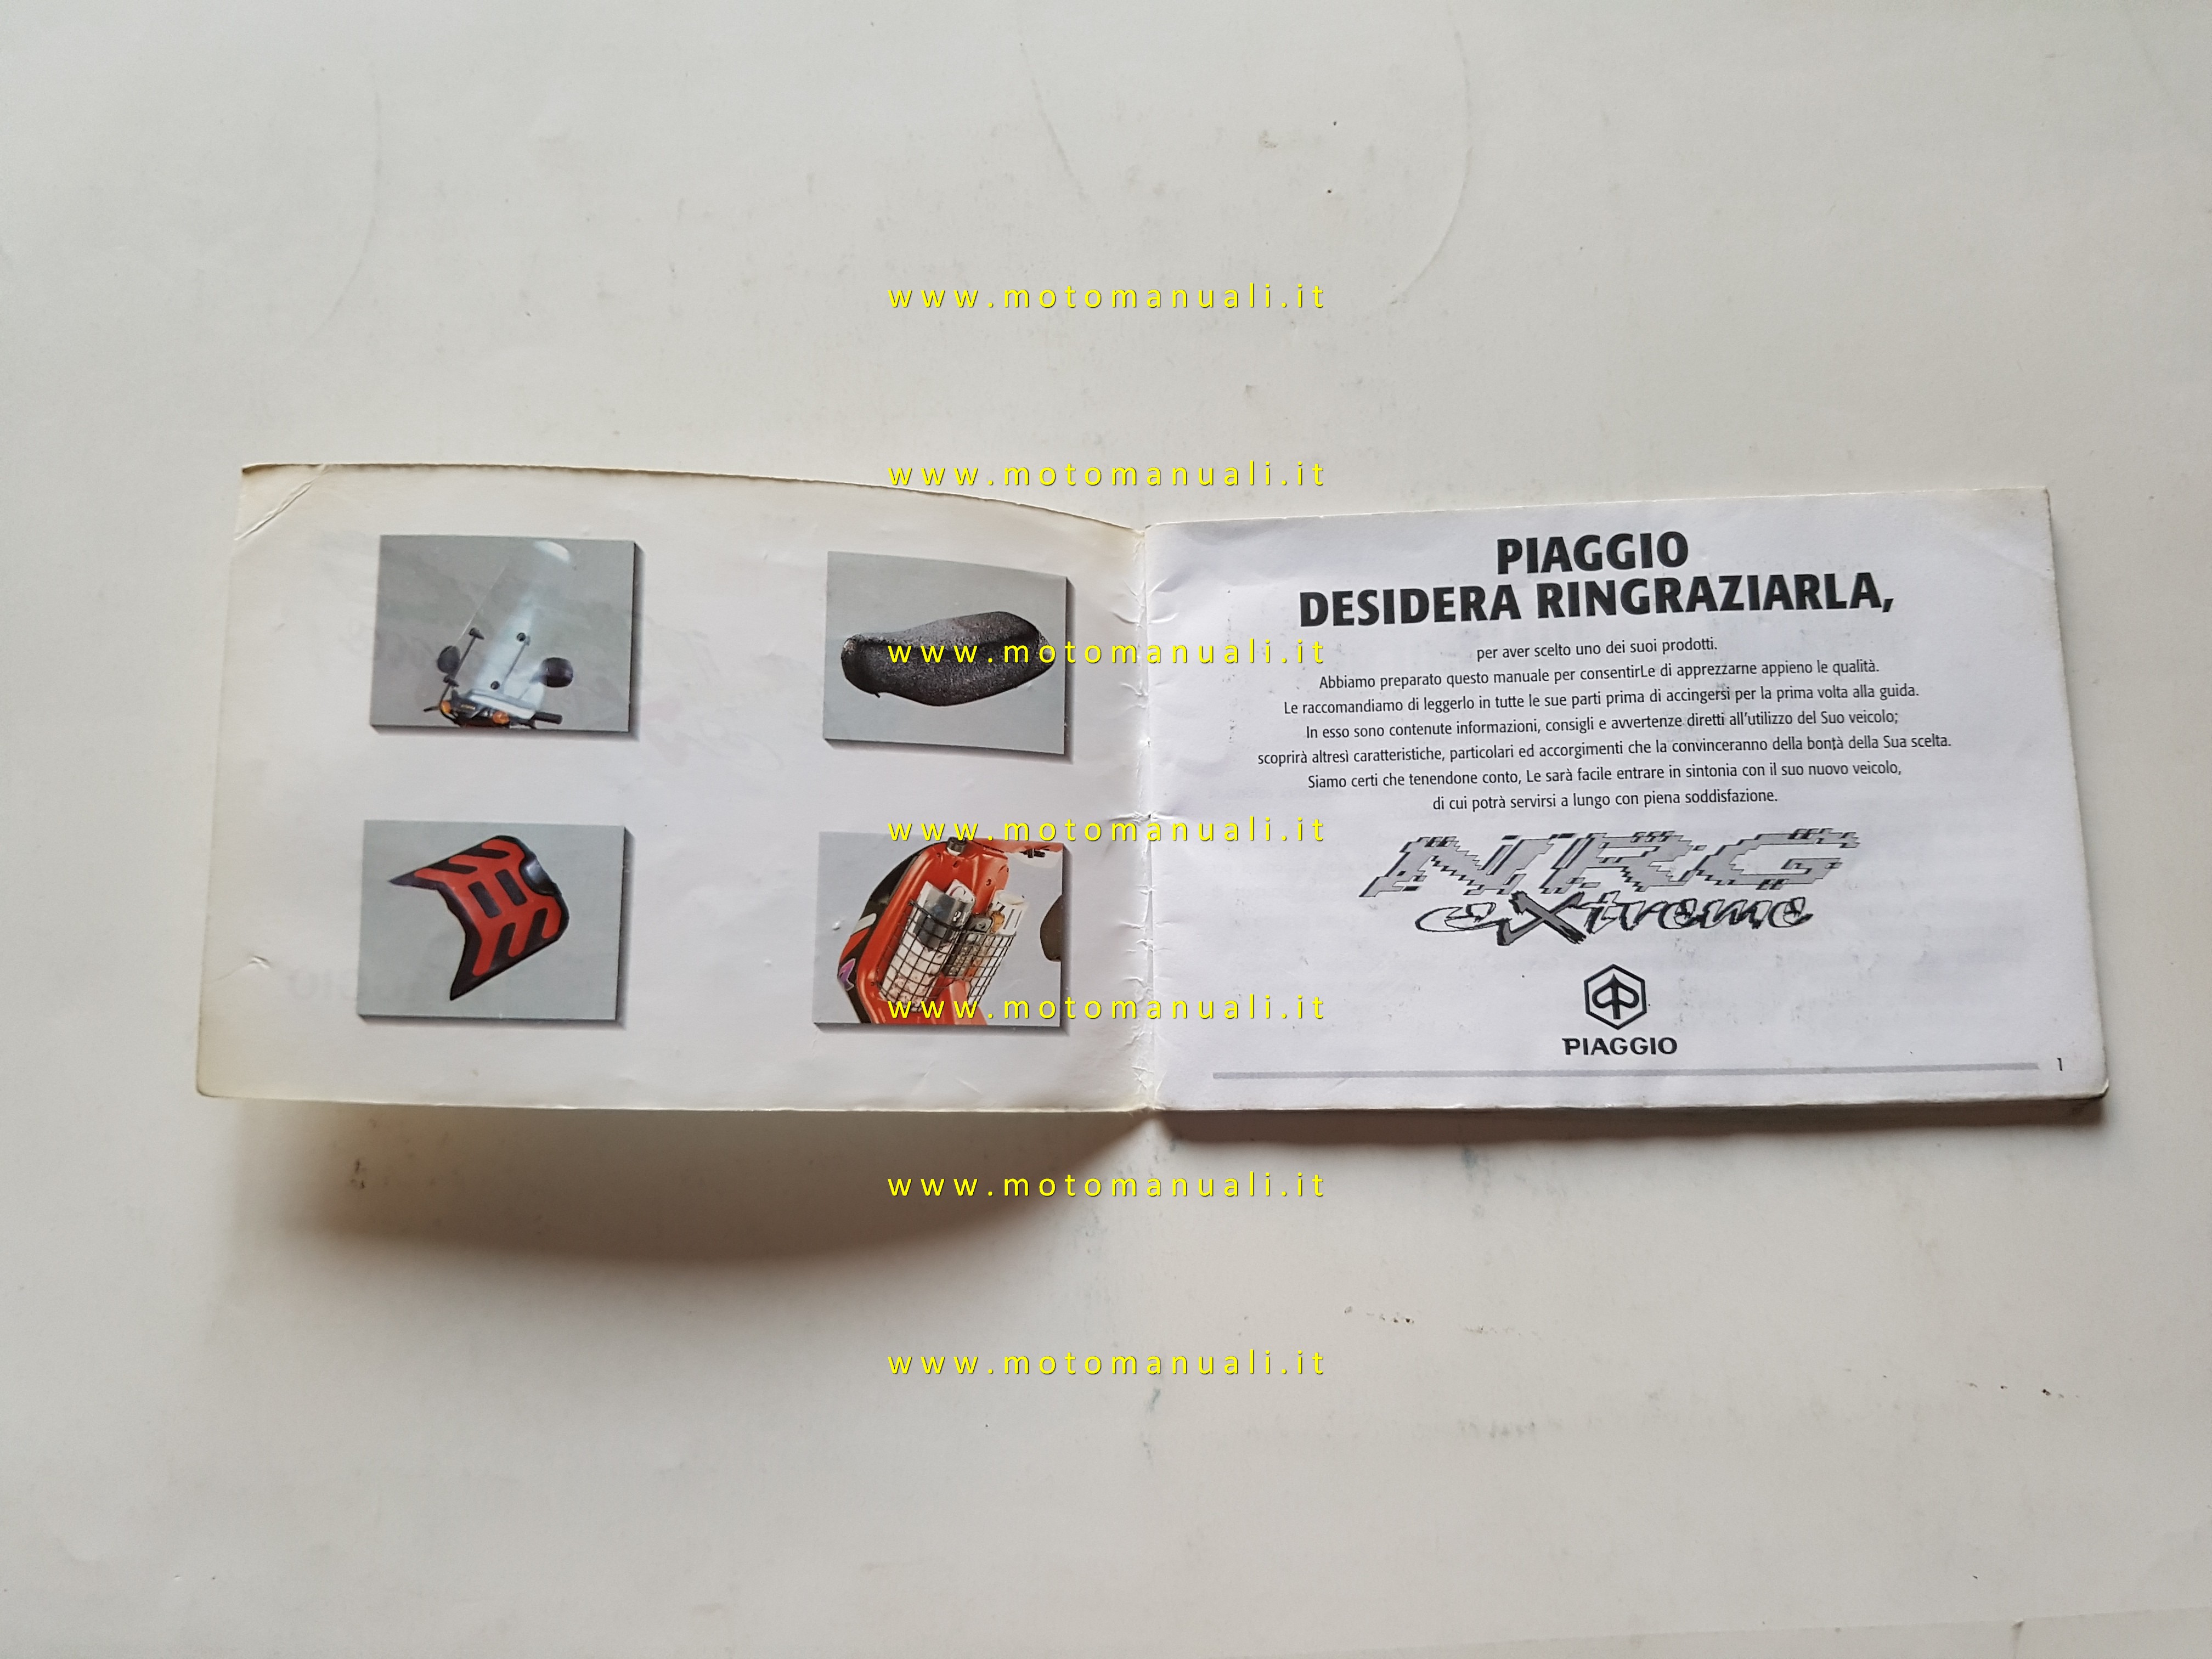 www.motomanuali.it
www.motomanuali.it
www.motomanuali.it
www.motomanuali.it
www.motomanuali.it
www.motomanuali.it
www.motomanuali.it
PIAGGIO
DESIDERA RINGRAZIARLA,
per aver scelto uno dei suoi prodotti.
Abbiamo preparato questo manuale per consentirLe di apprezzarne appieno le qualità.
Le raccomandiamo di leggerlo in tutte le sue parti prima di accingersi per la prima volta alla guida.
In esso sono contenute informazioni, consigli e avvertenze diretti all'utilizzo del Suo veicolo;
scoprirà altresì caratteristiche, particolari ed accorgimenti che la convinceranno della bontà della Sua scelta.
Siamo certi che tenendone conto, Le sarà facile entrare in sintonia con il suo nuovo veicolo,
di cui potrà servirsi a lungo con piena soddisfazione.
NRG
eXtreme
PIAGGIO
1